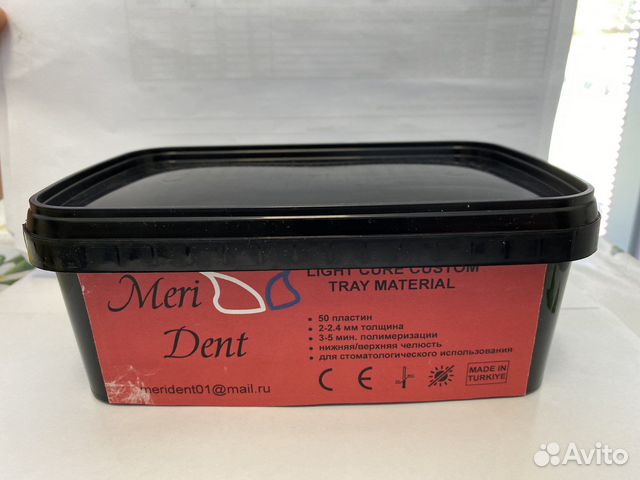 Meri
Dent
merident01@mail.ru
LIGHT CURE CUSTOM
TRAY MATERIAL
• 50 пластин
• 2-2.4 мм толщина
• 3-5 мин. полимеризации
• нижняя/верхняя челюсть
• для стоматологического использования
CE
MADE IN
TURKIYE
Avito